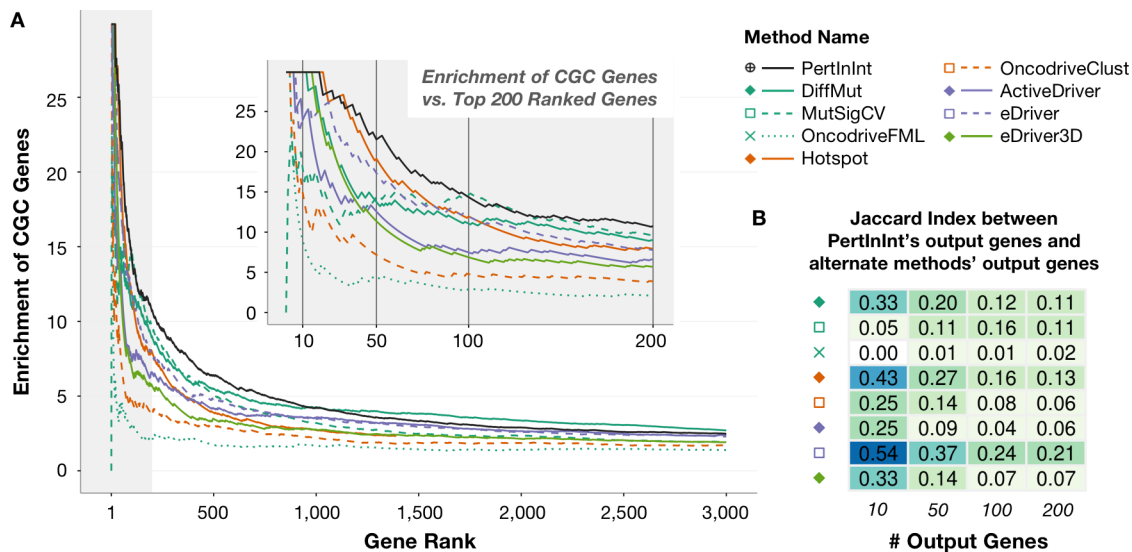 A
Enrichment of CGC Genes
25
20
15
10
5
0
1
500
1,000
1,500
2,000
2,500
3,000
Gene Rank
Enrichment of CGC Genes
vs. Top 200 Ranked Genes
25
20
15
10
5
0
10
50
100
200
Method Name
PertInInt
DiffMut
MutSigCV
OncodriveFML
Hotspot
OncodriveClust
ActiveDriver
eDriver
eDriver3D
B
Jaccard Index between
PertInInt's output genes and
alternate methods' output genes
0.33 0.20 0.12 0.11
0.05 0.11 0.16 0.11
0.00 0.01 0.01 0.02
0.43 0.27 0.16 0.13
0.25 0.14 0.08 0.06
0.25 0.09 0.04 0.06
0.54 0.37 0.24 0.21
0.33 0.14 0.07 0.07
10 50 100 200
# Output Genes